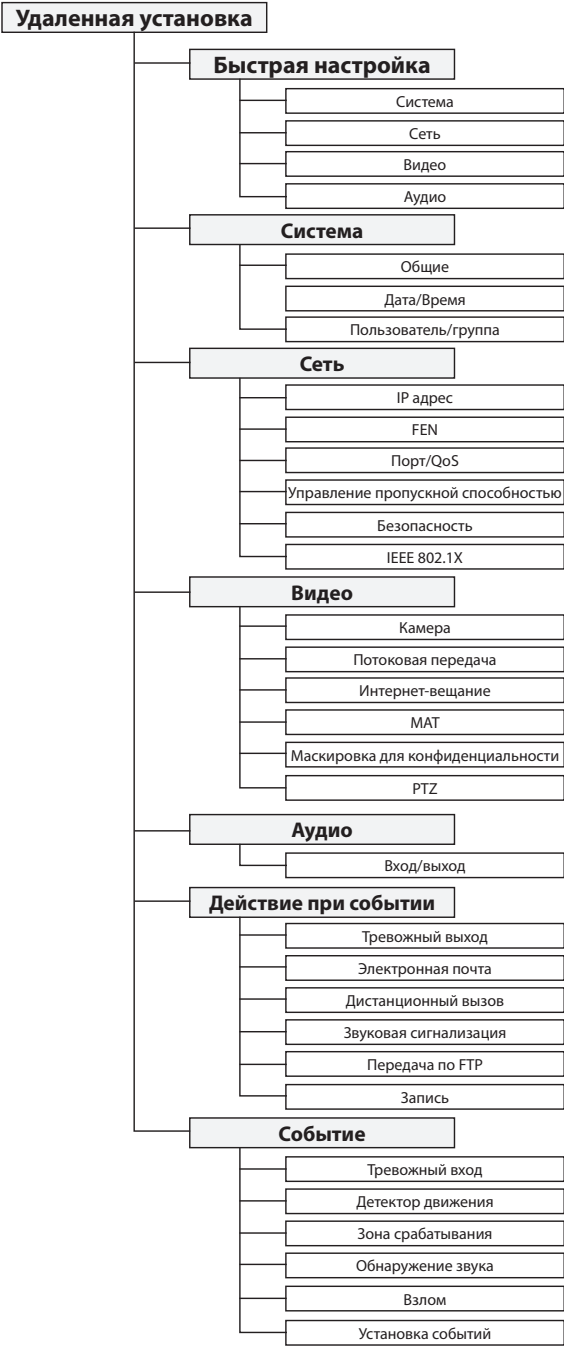 Удаленная установка
Быстрая настройка
Система
Сеть
Видео
Аудио
Система
Общие
Дата/Время
Пользователь/группа
Сеть
IP адрес
FEN
Порт/QoS
Управление пропускной способностью
Безопасность
IEEE 802.1X
Видео
Камера
Потоковая передача
Интернет-вещание
MAT
Маскировка для конфиденциальности
PTZ
Аудио
Вход/выход
Действие при событии
Тревожный выход
Электронная почта
Дистанционный вызов
Звуковая сигнализация
Передача по FTP
Запись
Событие
Тревожный вход
Детектор движения
Зона срабатывания
Обнаружение звука
Взлом
Установка событий